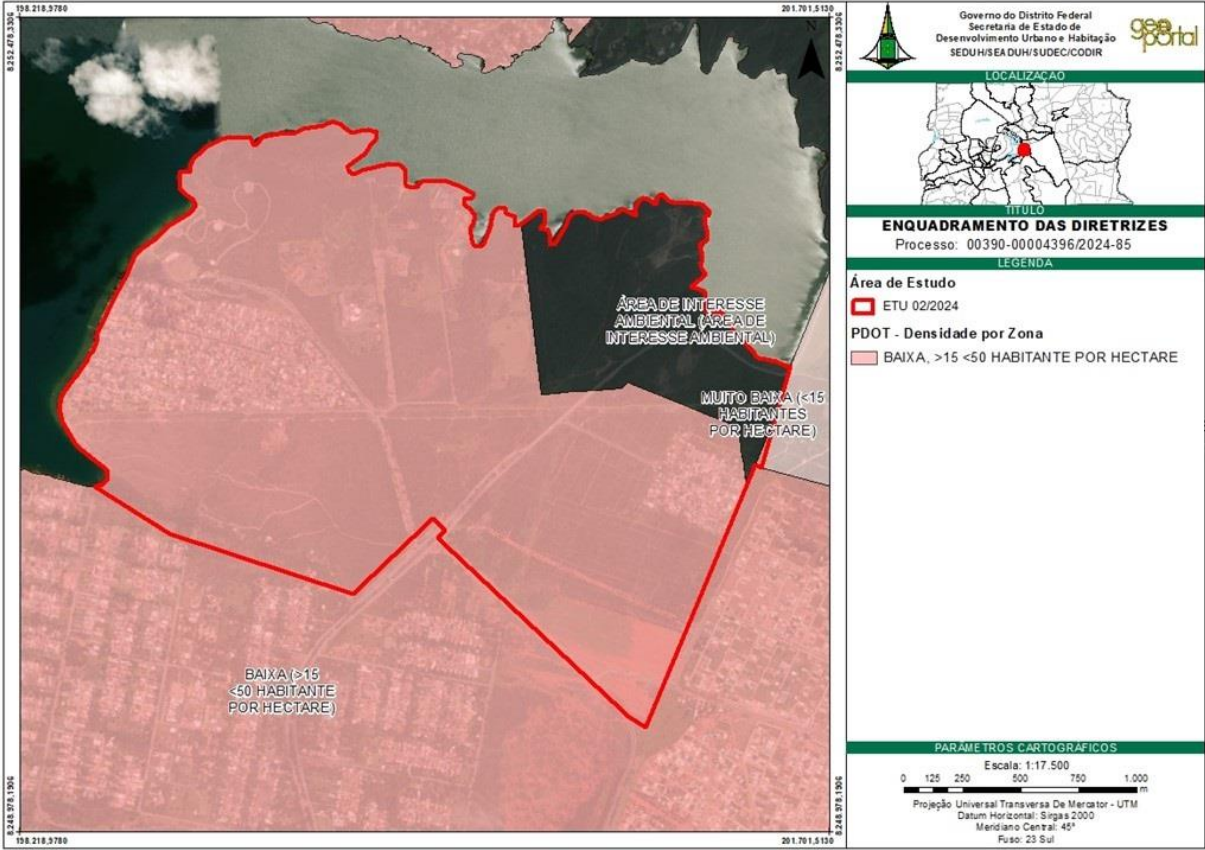 198.218,9780
201.701,5130
8.252.478,3306
8.252.478,3306
N
ÁREA DE INTERESSE
AMBIENTAL (ÁREA DE
INTERESSE AMBIENTAL)
MUITO BAIXA (<15
HABITANTES
POR HECTARE)
BAIXA (>15
<50 HABITANTE
POR HECTARE)
8.248.978,1906
8.248.978,1906
198.218,9780
201.701,5130
Governo do Distrito Federal
Secretaria de Estado de
Desenvolvimento Urbano e Habitação
SEDUH/SEADUH/SUDEC/CODIR
geo
portal
LOCALIZAÇÃO
TÍTULO
ENQUADRAMENTO DAS DIRETRIZES
Processo: 00390-00004396/2024-85
LEGENDA
Área de Estudo
ETU 02/2024
PDOT - Densidade por Zona
BAIXA, >15 <50 HABITANTE POR HECTARE
PARÂMETROS CARTOGRÁFICOS
Escala: 1:17.500
0 125 250 500 750 1.000
m
Projeção Universal Transversa De Mercator - UTM
Datum Horizontal: Sirgas 2000
Meridiano Central: 45º
Fuso: 23 Sul